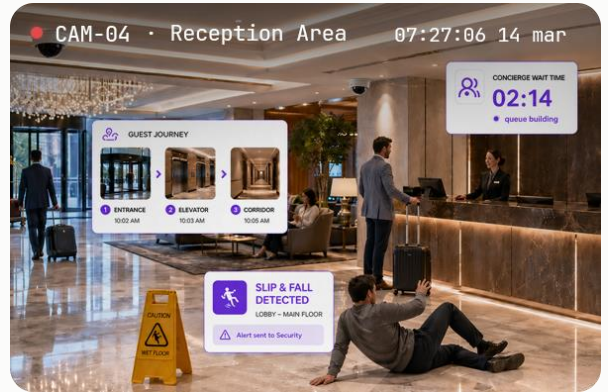 CAM-04 · Reception Area
07:27:06 14 mar
CONCIERGE WAIT TIME
02:14
queue building
GUEST JOURNEY
1 ENTRANCE
10:02 AM
2 ELEVATOR
10:03 AM
3 CORRIDOR
10:05 AM
SLIP & FALL
DETECTED
LOBBY – MAIN FLOOR
Alert sent to Security
CAUTION
WET FLOOR